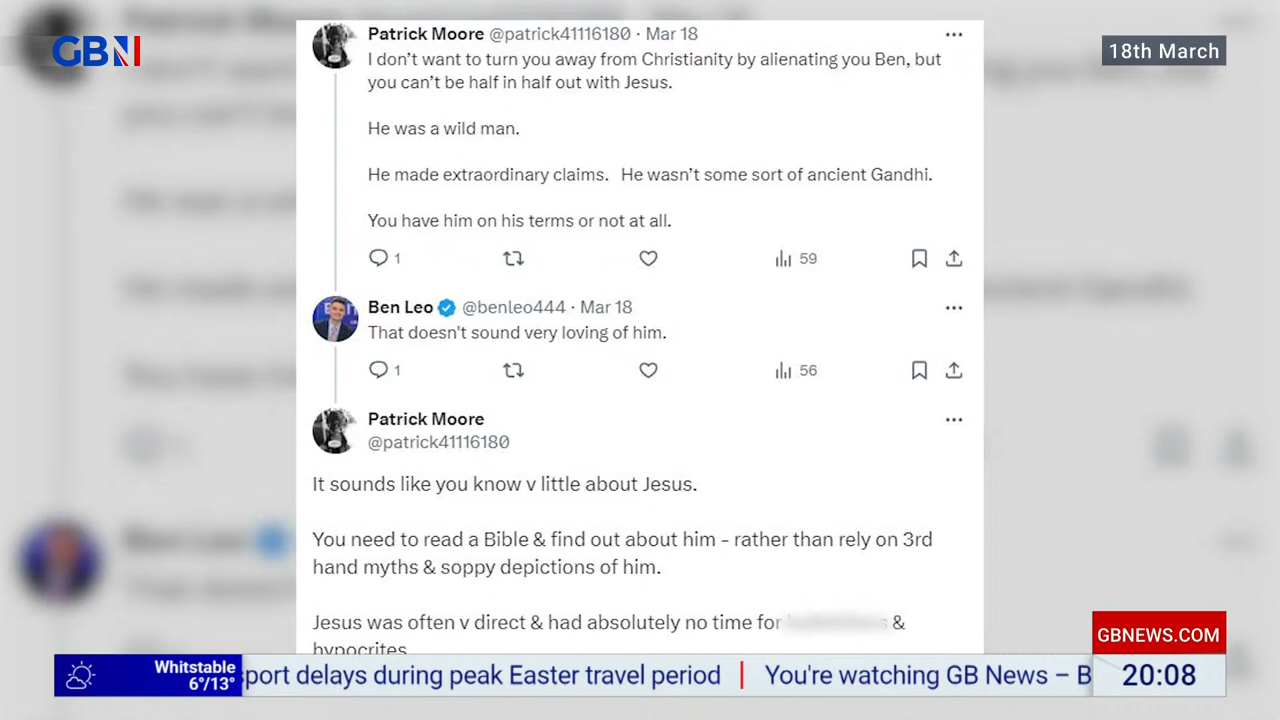 GBN
18th March
Patrick Moore @patrick41116180 · Mar 18
I don't want to turn you away from Christianity by alienating you Ben, but
you can't be half in half out with Jesus.
He was a wild man.
He made extraordinary claims. He wasn't some sort of ancient Gandhi.
You have him on his terms or not at all.
1
59
Ben Leo @benleo444 · Mar 18
That doesn't sound very loving of him.
1
56
Patrick Moore
@patrick41116180
It sounds like you know v little about Jesus.
You need to read a Bible & find out about him - rather than rely on 3rd
hand myths & soppy depictions of him.
Jesus was often v direct & had absolutely no time for &
hypocrites
GBNEWS.COM
Whitstable
6°/13°
sport delays during peak Easter travel period | You're watching GB News – B
20:08